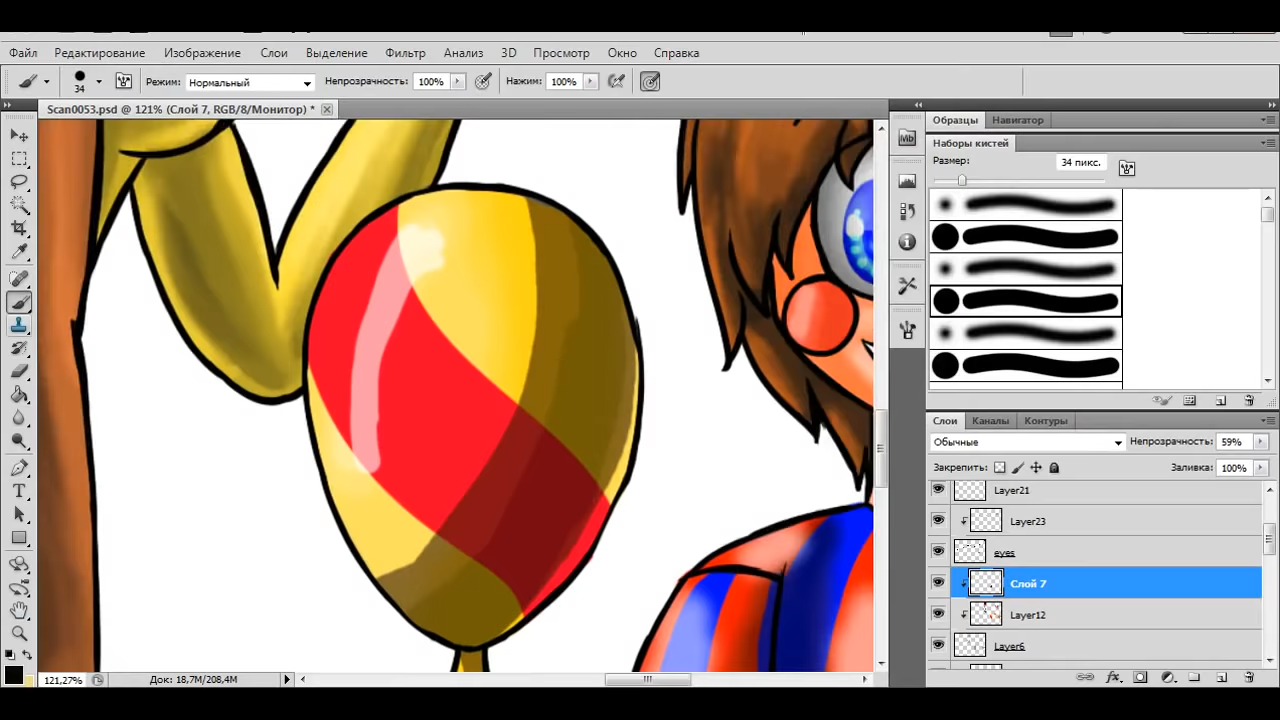 Файл Редактирование Изображение Слои Выделение Фильтр Анализ 3D Просмотр Окно Справка
34 Режим: Нормальный Непрозрачность: 100% Нажим: 100%
Scan0053.psd @ 121% (Слой 7, RGB/8/Монитор) *
Образцы Навигатор
Mb
Наборы кистей
Размер: 34 пикс.
Слои Каналы Контуры
Обычные Непрозрачность: 59%
Закрепить: Заливка: 100%
Layer21
Layer23
eyes
Слой 7
Layer12
Layer6
121,27% Док: 18,7M/208,4M